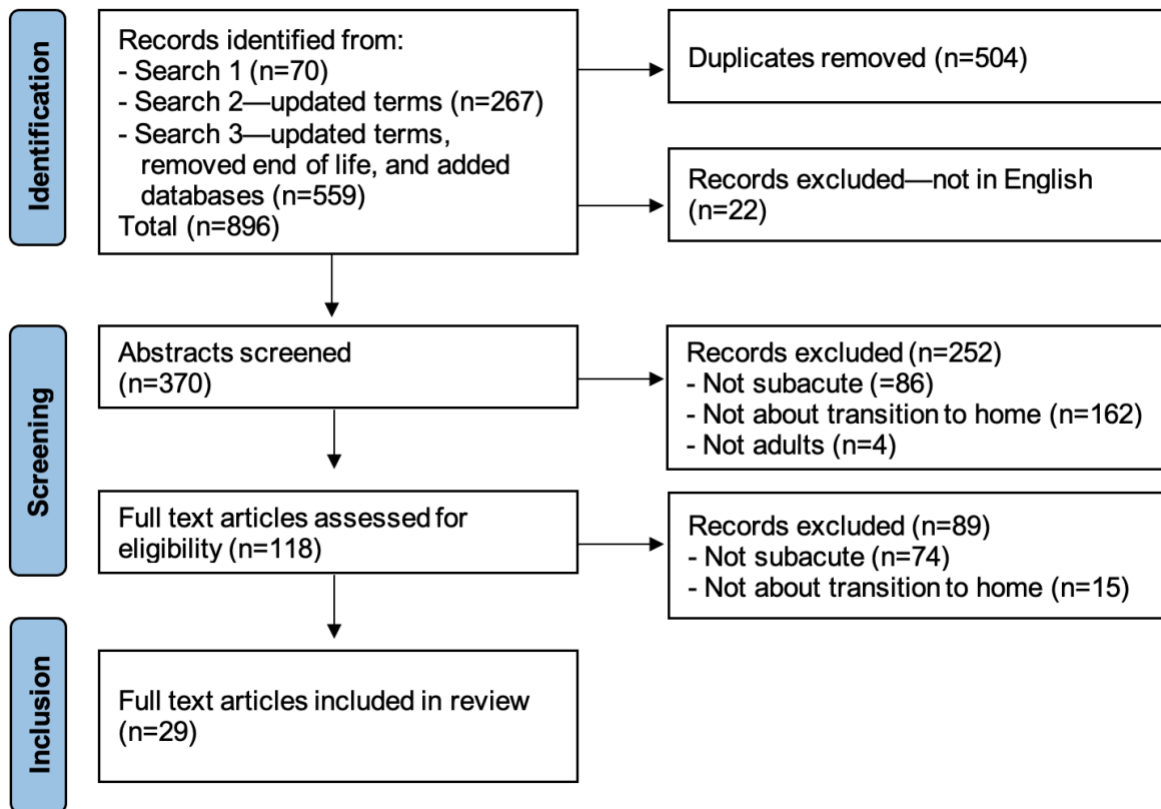 Identification
Records identified from:
- Search 1 (n=70)
- Search 2—updated terms (n=267)
- Search 3—updated terms,
removed end of life, and added
databases (n=559)
Total (n=896)
Duplicates removed (n=504)
Records excluded—not in English
(n=22)
Screening
Abstracts screened
(n=370)
Records excluded (n=252)
- Not subacute (=86)
- Not about transition to home (n=162)
- Not adults (n=4)
Full text articles assessed for
eligibility (n=118)
Records excluded (n=89)
- Not subacute (n=74)
- Not about transition to home (n=15)
Inclusion
Full text articles included in review
(n=29)